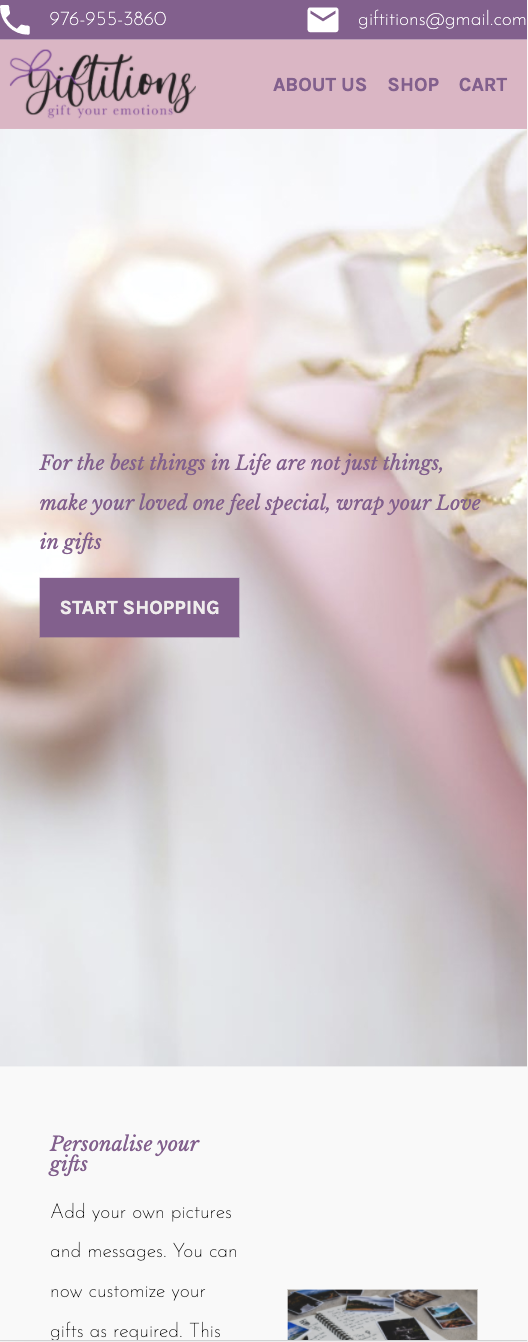 976-955-3860
giftitions@gmail.com
Giftitions
gift your emotions
ABOUT US SHOP CART
For the best things in Life are not just things,
make your loved one feel special, wrap your Love
in gifts
START SHOPPING
Personalise your
gifts
Add your own pictures
and messages. You can
now customize your
gifts as required. This